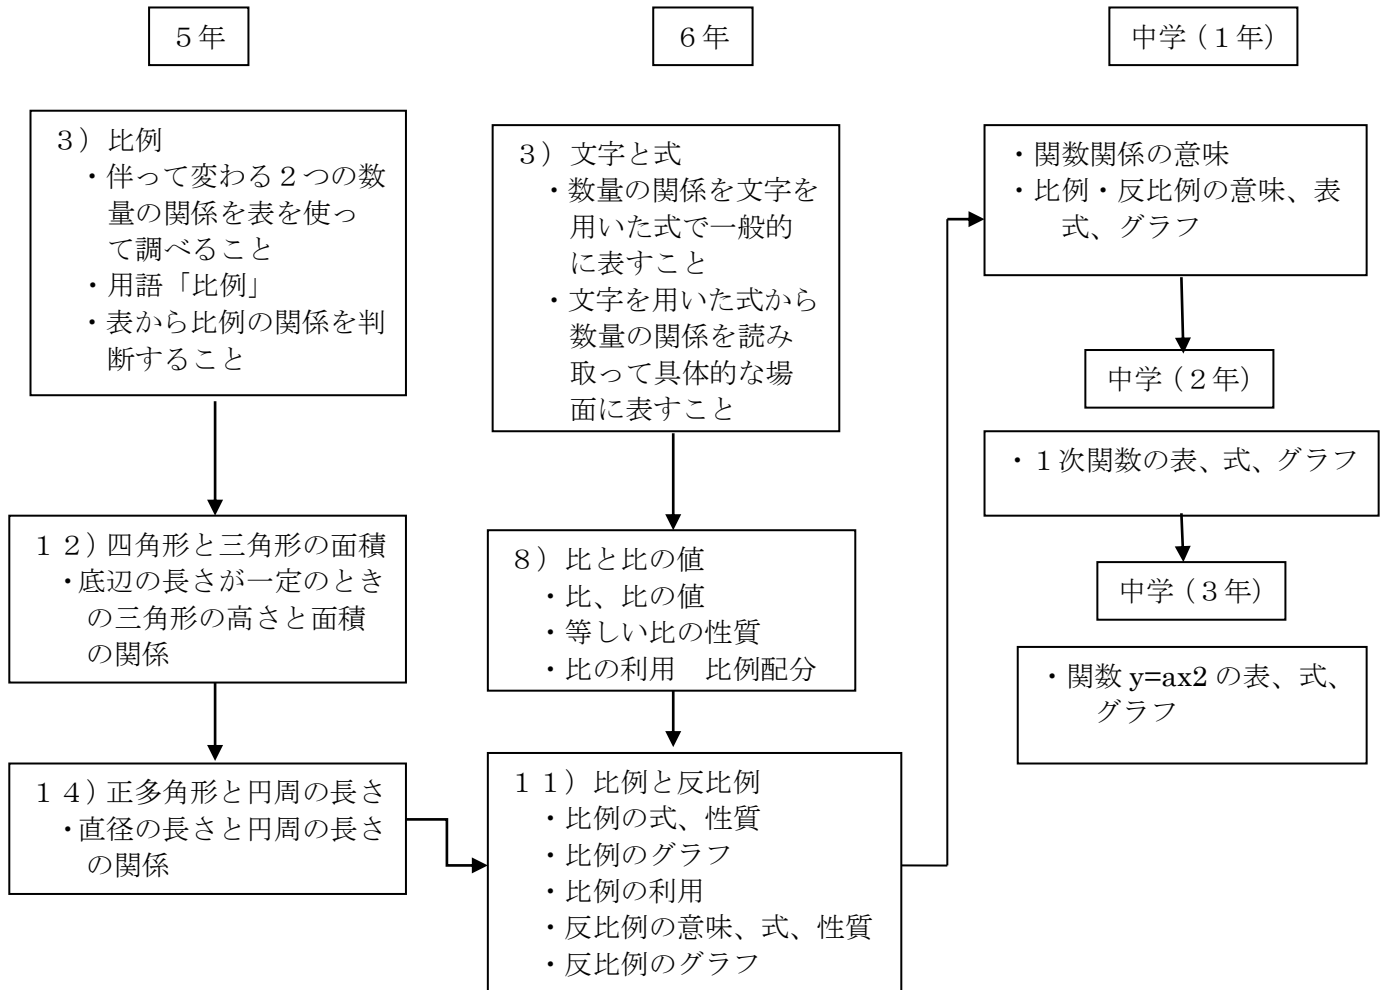 ５年
３）比例
・伴って変わる２つの数
量の関係を表を使っ
て調べること
・用語「比例」
・表から比例の関係を判
断すること
１２）四角形と三角形の面積
・底辺の長さが一定のとき
の三角形の高さと面積
の関係
１４）正多角形と円周の長さ
・直径の長さと円周の長さ
の関係
６年
３）文字と式
・数量の関係を文字を
用いた式で一般的
に表すこと
・文字を用いた式から
数量の関係を読み
取って具体的な場
面に表すこと
８）比と比の値
・比、比の値
・等しい比の性質
・比の利用　比例配分
１１）比例と反比例
・比例の式、性質
・比例のグラフ
・比例の利用
・反比例の意味、式、性質
・反比例のグラフ
中学（１年）
・関数関係の意味
・比例・反比例の意味、表
式、グラフ
中学（２年）
・１次関数の表、式、グラフ
中学（３年）
・関数 y=ax2 の表、式、
グラフ